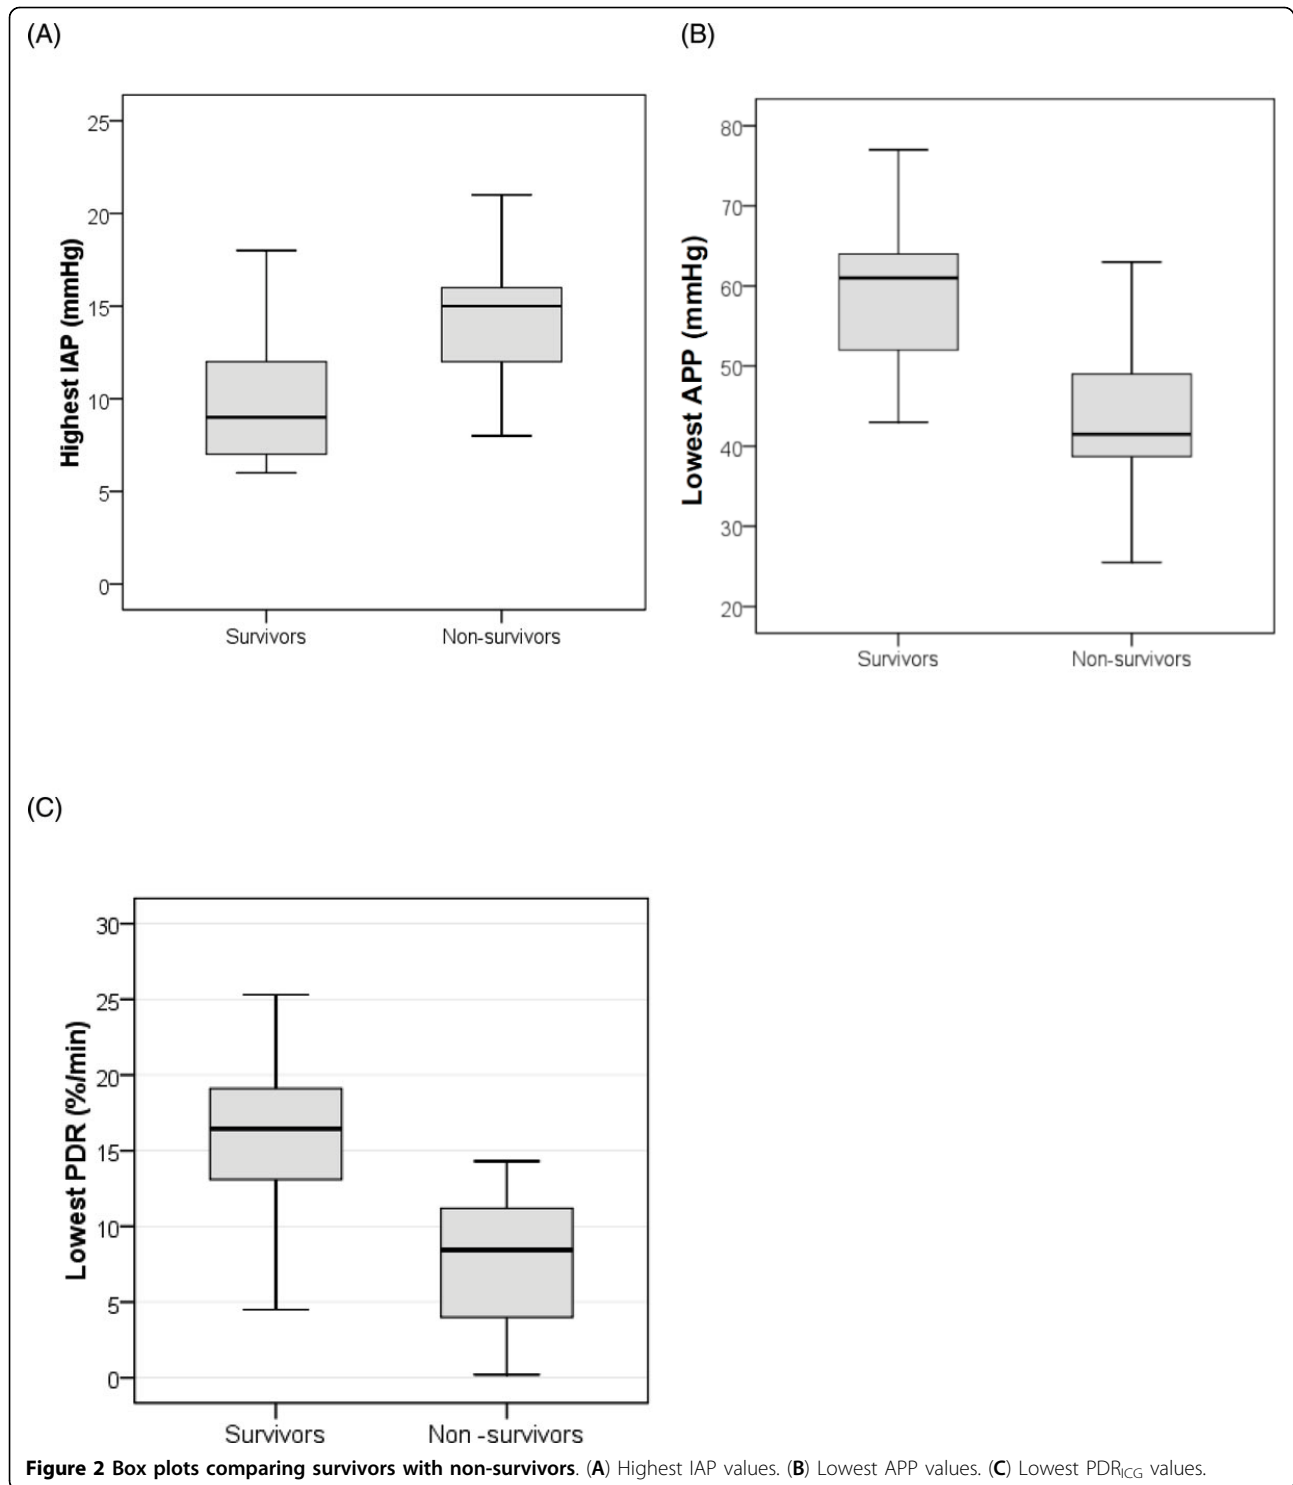 (A)
Highest IAP (mmHg)
25
20
15
10
5
0
Survivors Non-survivors
(B)
Lowest APP (mmHg)
80
70
60
50
40
30
20
Survivors Non-survivors
(C)
Lowest PDR (%/min)
30
25
20
15
10
5
0
Survivors Non -survivors
Figure 2 Box plots comparing survivors with non-survivors. (A) Highest IAP values. (B) Lowest APP values. (C) Lowest PDRICG values.